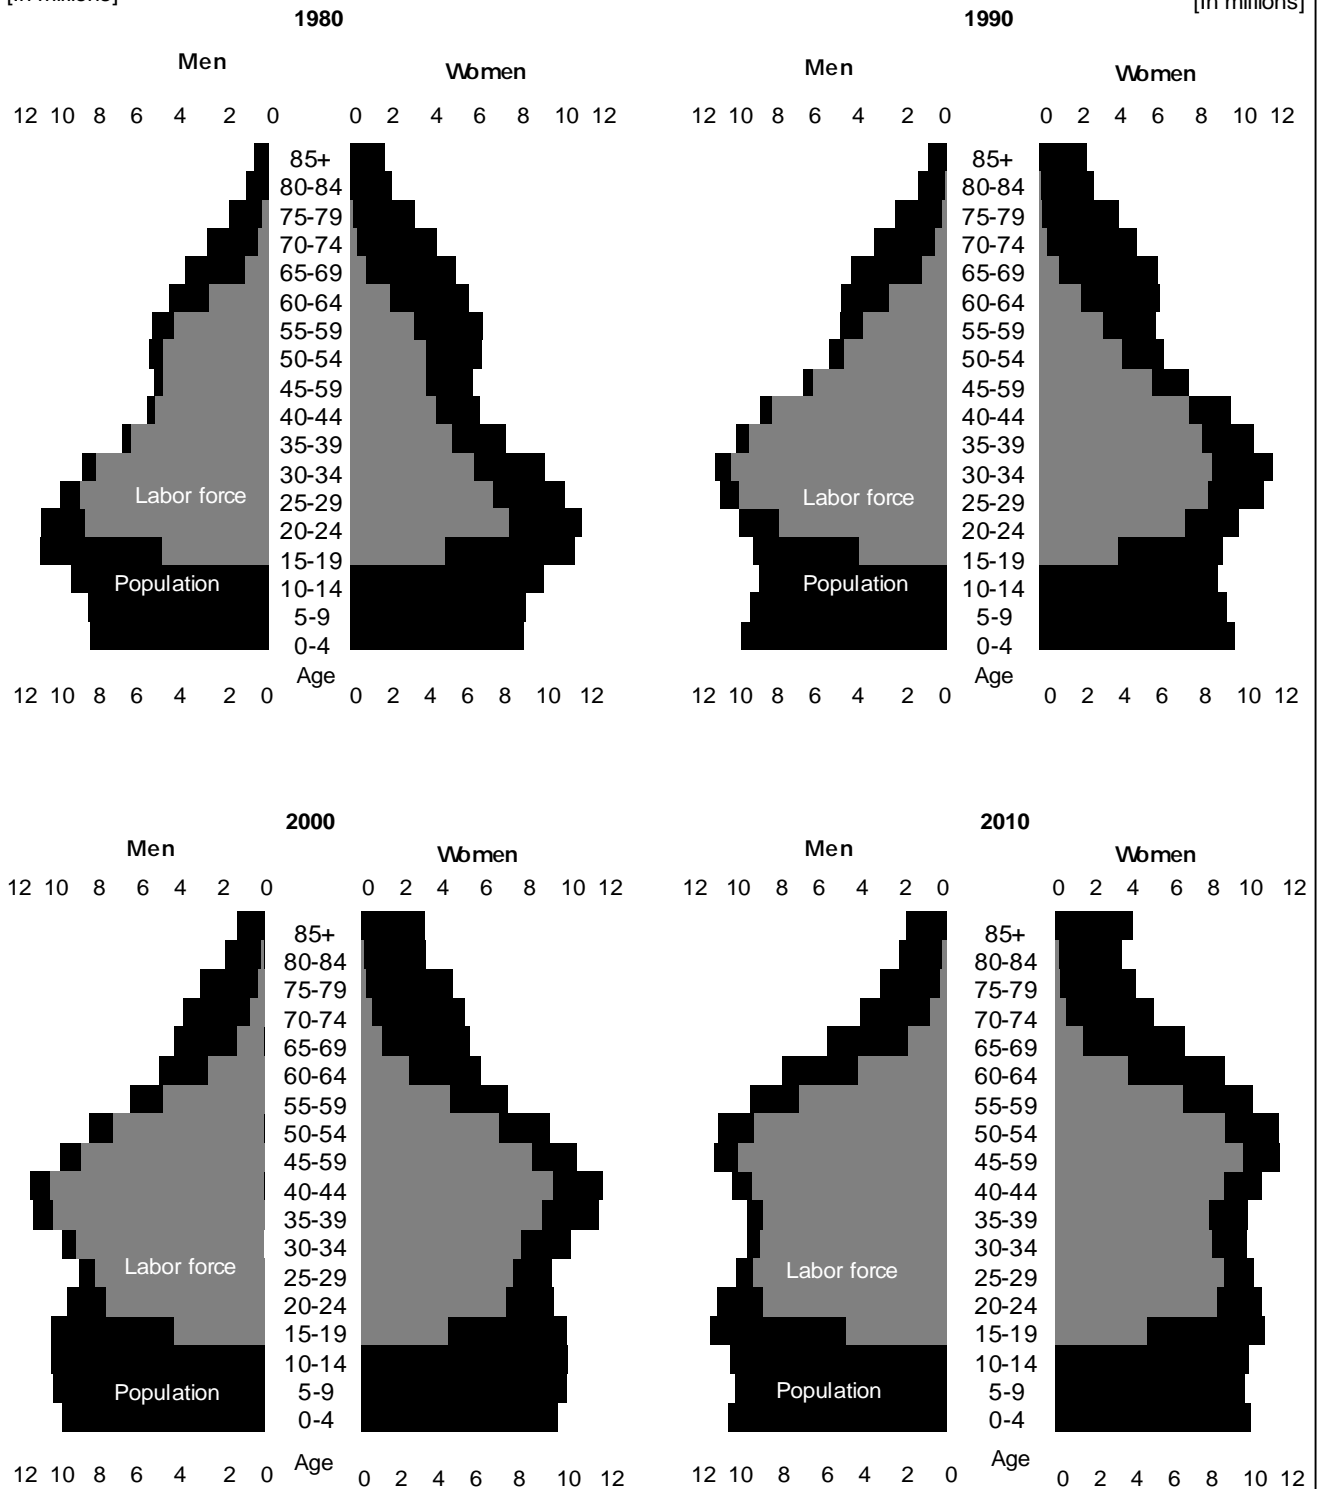 [In millions]
[In millions]
1980
1990
Men
Women
Men
Women
12 10 8 6 4 2 0
0 2 4 6 8 10 12
12 10 8 6 4 2 0
0 2 4 6 8 10 12
85+
80-84
75-79
70-74
65-69
60-64
55-59
50-54
45-59
40-44
35-39
30-34
25-29
20-24
15-19
10-14
5-9
0-4
Age
Labor force
Population
85+
80-84
75-79
70-74
65-69
60-64
55-59
50-54
45-59
40-44
35-39
30-34
25-29
20-24
15-19
10-14
5-9
0-4
Age
Labor force
Population
12 10 8 6 4 2 0
0 2 4 6 8 10 12
12 10 8 6 4 2 0
0 2 4 6 8 10 12
2000
2010
Men
Women
Men
Women
12 10 8 6 4 2 0
0 2 4 6 8 10 12
12 10 8 6 4 2 0
0 2 4 6 8 10 12
85+
80-84
75-79
70-74
65-69
60-64
55-59
50-54
45-59
40-44
35-39
30-34
25-29
20-24
15-19
10-14
5-9
0-4
Age
Labor force
Population
85+
80-84
75-79
70-74
65-69
60-64
55-59
50-54
45-59
40-44
35-39
30-34
25-29
20-24
15-19
10-14
5-9
0-4
Age
Labor force
Population
12 10 8 6 4 2 0
0 2 4 6 8 10 12
12 10 8 6 4 2 0
0 2 4 6 8 10 12